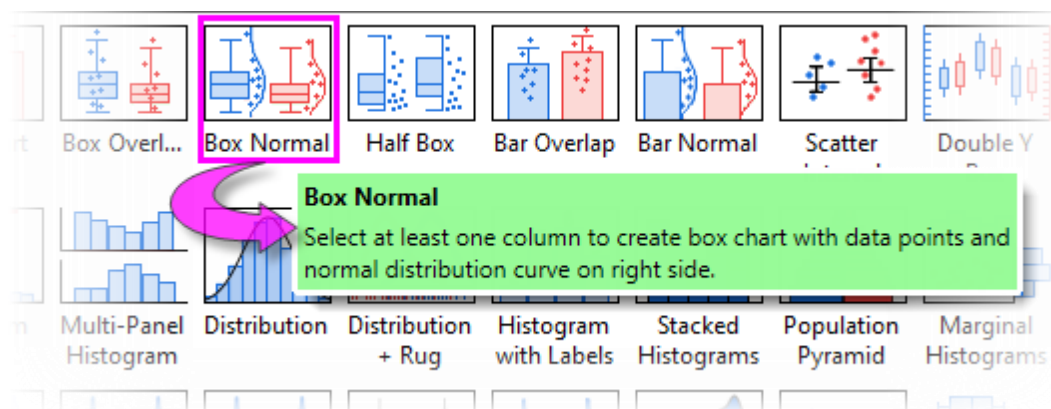 rt Box Overl... Box Normal Half Box Bar Overlap Bar Normal Scatter Double Y
Box Normal
Select at least one column to create box chart with data points and
normal distribution curve on right side.
Multi-Panel Distribution Distribution Histogram Stacked Population Marginal
Histogram + Rug with Labels Histograms Pyramid Histograms